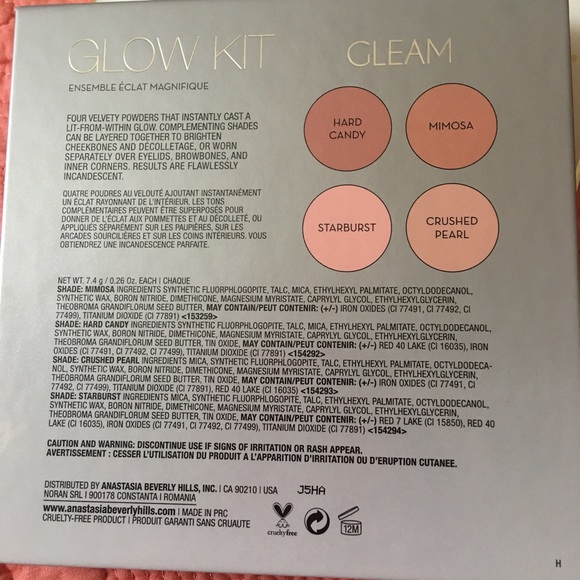 GLOW KIT
GLEAM
ENSEMBLE ÉCLAT MAGNIFIQUE
FOUR VELVETY POWDERS THAT INSTANTLY CAST A
LIT-FROM-WITHIN GLOW. COMPLEMENTING SHADES
CAN BE LAYERED TOGETHER TO BRIGHTEN
CHEEKBONES AND DÉCOLLETAGE, OR WORN
SEPARATELY OVER EYELIDS, BROWBONES, AND
INNER CORNERS. RESULTS ARE FLAWLESSLY
INCANDESCENT.
QUATRE POUDRES AU VELOUTÉ AJOUTANT INSTANTANÉMENT
UN ÉCLAT RAYONNANT DE L'INTÉRIEUR. LES TONS
COMPLÉMENTAIRES PEUVENT ÊTRE SUPERPOSÉS POUR
DONNER DE L'ÉCLAT AUX POMMETTES ET AU DÉCOLLETÉ, OU
APPLIQUÉS SÉPARÉMENT SUR LES PAUPIÈRES, SUR LES
ARCADES SOURCILIÈRES ET SUR LES COINS INTÉRIEURS. VOUS
OBTIENDREZ UNE INCANDESCENCE PARFAITE.
HARD
CANDY
MIMOSA
STARBURST
CRUSHED
PEARL
NET WT. 7.4 g / 0.26 OZ. EACH | CHAQUE
SHADE: MIMOSA INGREDIENTS SYNTHETIC FLUORPHLOGOPITE, TALC, MICA, ETHYLHEXYL PALMITATE, OCTYLDODECANOL,
SYNTHETIC WAX, BORON NITRIDE, DIMETHICONE, MAGNESIUM MYRISTATE, CAPRYLYL GLYCOL, ETHYLHEXYLGLYCERIN,
THEOBROMA GRANDIFLORUM SEED BUTTER, MAY CONTAIN/PEUT CONTENIR: (+/-) IRON OXIDES (CI 77491, CI 77492, CI
77499), TITANIUM DIOXIDE (CI 77891) <153259>
SHADE: HARD CANDY INGREDIENTS SYNTHETIC FLUORPHLOGOPITE, TALC, MICA, ETHYLHEXYL PALMITATE, OCTYLDODECANOL,
SYNTHETIC WAX, BORON NITRIDE, DIMETHICONE, MAGNESIUM MYRISTATE, CAPRYLYL GLYCOL, ETHYLHEXYLGLYCERIN,
THEOBROMA GRANDIFLORUM SEED BUTTER, TIN OXIDE, MAY CONTAIN/PEUT CONTENIR: (+/-) RED 40 LAKE (CI 16035), IRON
OXIDES (CI 77491, CI 77492, CI 77499), TITANIUM DIOXIDE (CI 77891) <154292>
SHADE: CRUSHED PEARL INGREDIENTS MICA, SYNTHETIC FLUORPHLOGOPITE, TALC, ETHYLHEXYL PALMITATE, OCTYLDODECA-
NOL, SYNTHETIC WAX, BORON NITRIDE, DIMETHICONE, MAGNESIUM MYRISTATE, CAPRYLYL GLYCOL, ETHYLHEXYLGLYCERIN,
THEOBROMA GRANDIFLORUM SEED BUTTER, TIN OXIDE, MAY CONTAIN/PEUT CONTENIR: (+/-) IRON OXIDES (CI 77491,
CI 77492, CI 77499), TITANIUM DIOXIDE (CI 77891), RED 40 LAKE (CI 16035) <154293>
SHADE: STARBURST INGREDIENTS MICA, SYNTHETIC FLUORPHLOGOPITE, TALC, ETHYLHEXYL PALMITATE, OCTYLDODECANOL,
SYNTHETIC WAX, BORON NITRIDE, DIMETHICONE, MAGNESIUM MYRISTATE, CAPRYLYL GLYCOL, ETHYLHEXYLGLYCERIN,
THEOBROMA GRANDIFLORUM SEED BUTTER, TIN OXIDE, MAY CONTAIN/PEUT CONTENIR: (+/-) RED 7 LAKE (CI 15850), RED 40
LAKE (CI 16035), IRON OXIDES (CI 77491, CI 77492, CI 77499), TITANIUM DIOXIDE (CI 77891) <154294>
CAUTION AND WARNING: DISCONTINUE USE IF SIGNS OF IRRITATION OR RASH APPEAR.
AVERTISSEMENT : CESSER L'UTILISATION DU PRODUIT A L'APPARITION D'IRRITATION OU D'ERUPTION CUTANEE.
DISTRIBUTED BY ANASTASIA BEVERLY HILLS, INC. | CA 90210 | USA
NORAN SRL | 900178 CONSTANTA | ROMANIA
www.anastasiabeverlyhills.com | MADE IN PRC
CRUELTY-FREE PRODUCT | PRODUIT GARANTI SANS CRUAUTE
J5HA
crueltyfree
12M
H